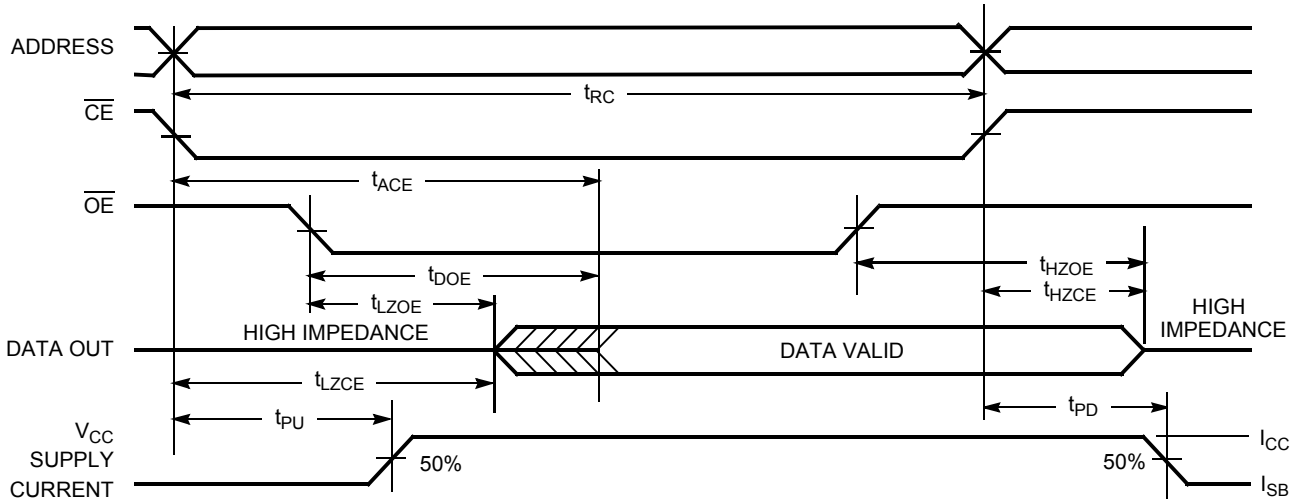 ADDRESS
tRC
CE
tACE
OE
tDOE
tHZOE
tLZOE
tHZCE
HIGH IMPEDANCE
HIGH
IMPEDANCE
DATA OUT
DATA VALID
tLZCE
tPU
tPD
VCC
SUPPLY
CURRENT
50%
50%
ICC
ISB